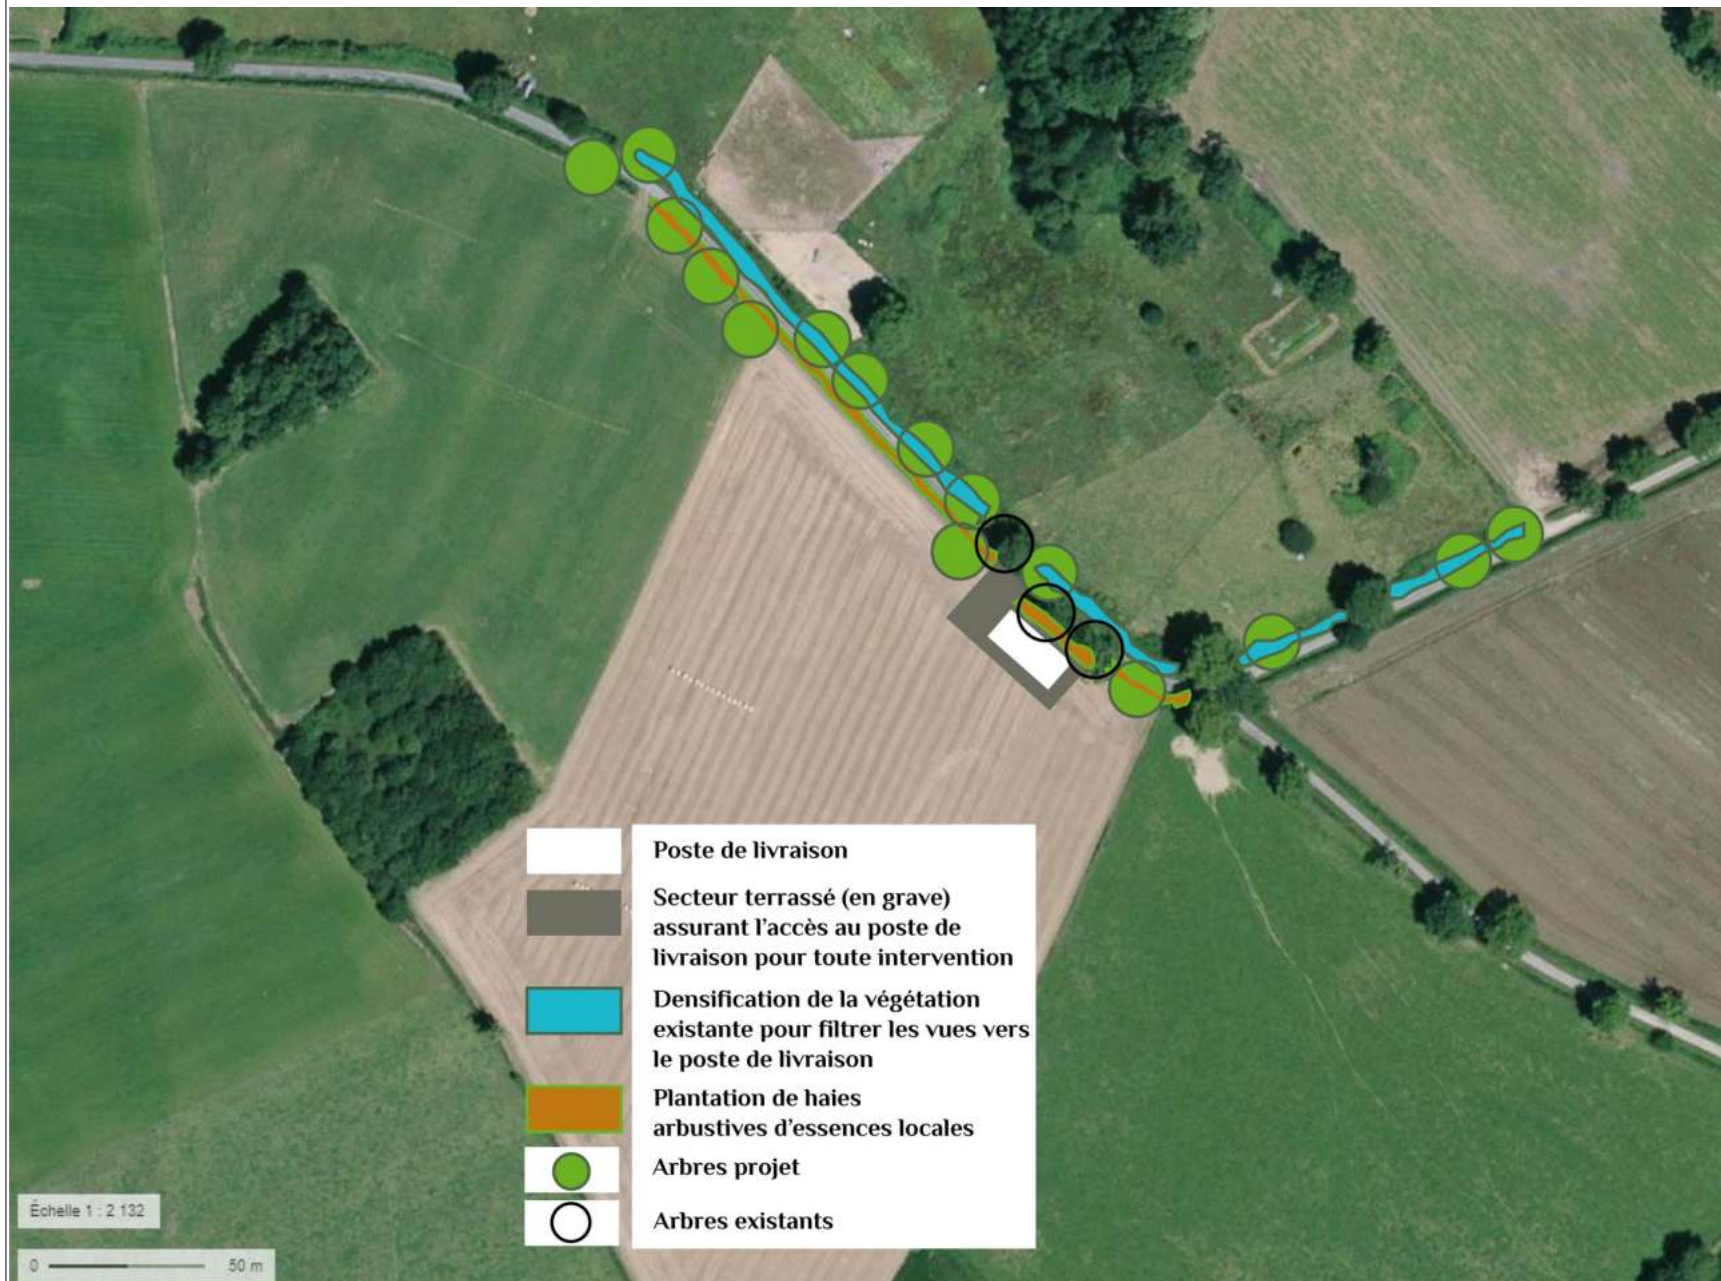 Poste de livraison
Secteur terrassé (en grave)
assurant l'accès au poste de
livraison pour toute intervention
Densification de la végétation
existante pour filtrer les vues vers
le poste de livraison
Plantation de haies
arbustives d'essences locales
Arbres projet
Arbres existants
Échelle 1 : 2 132
0 50 m